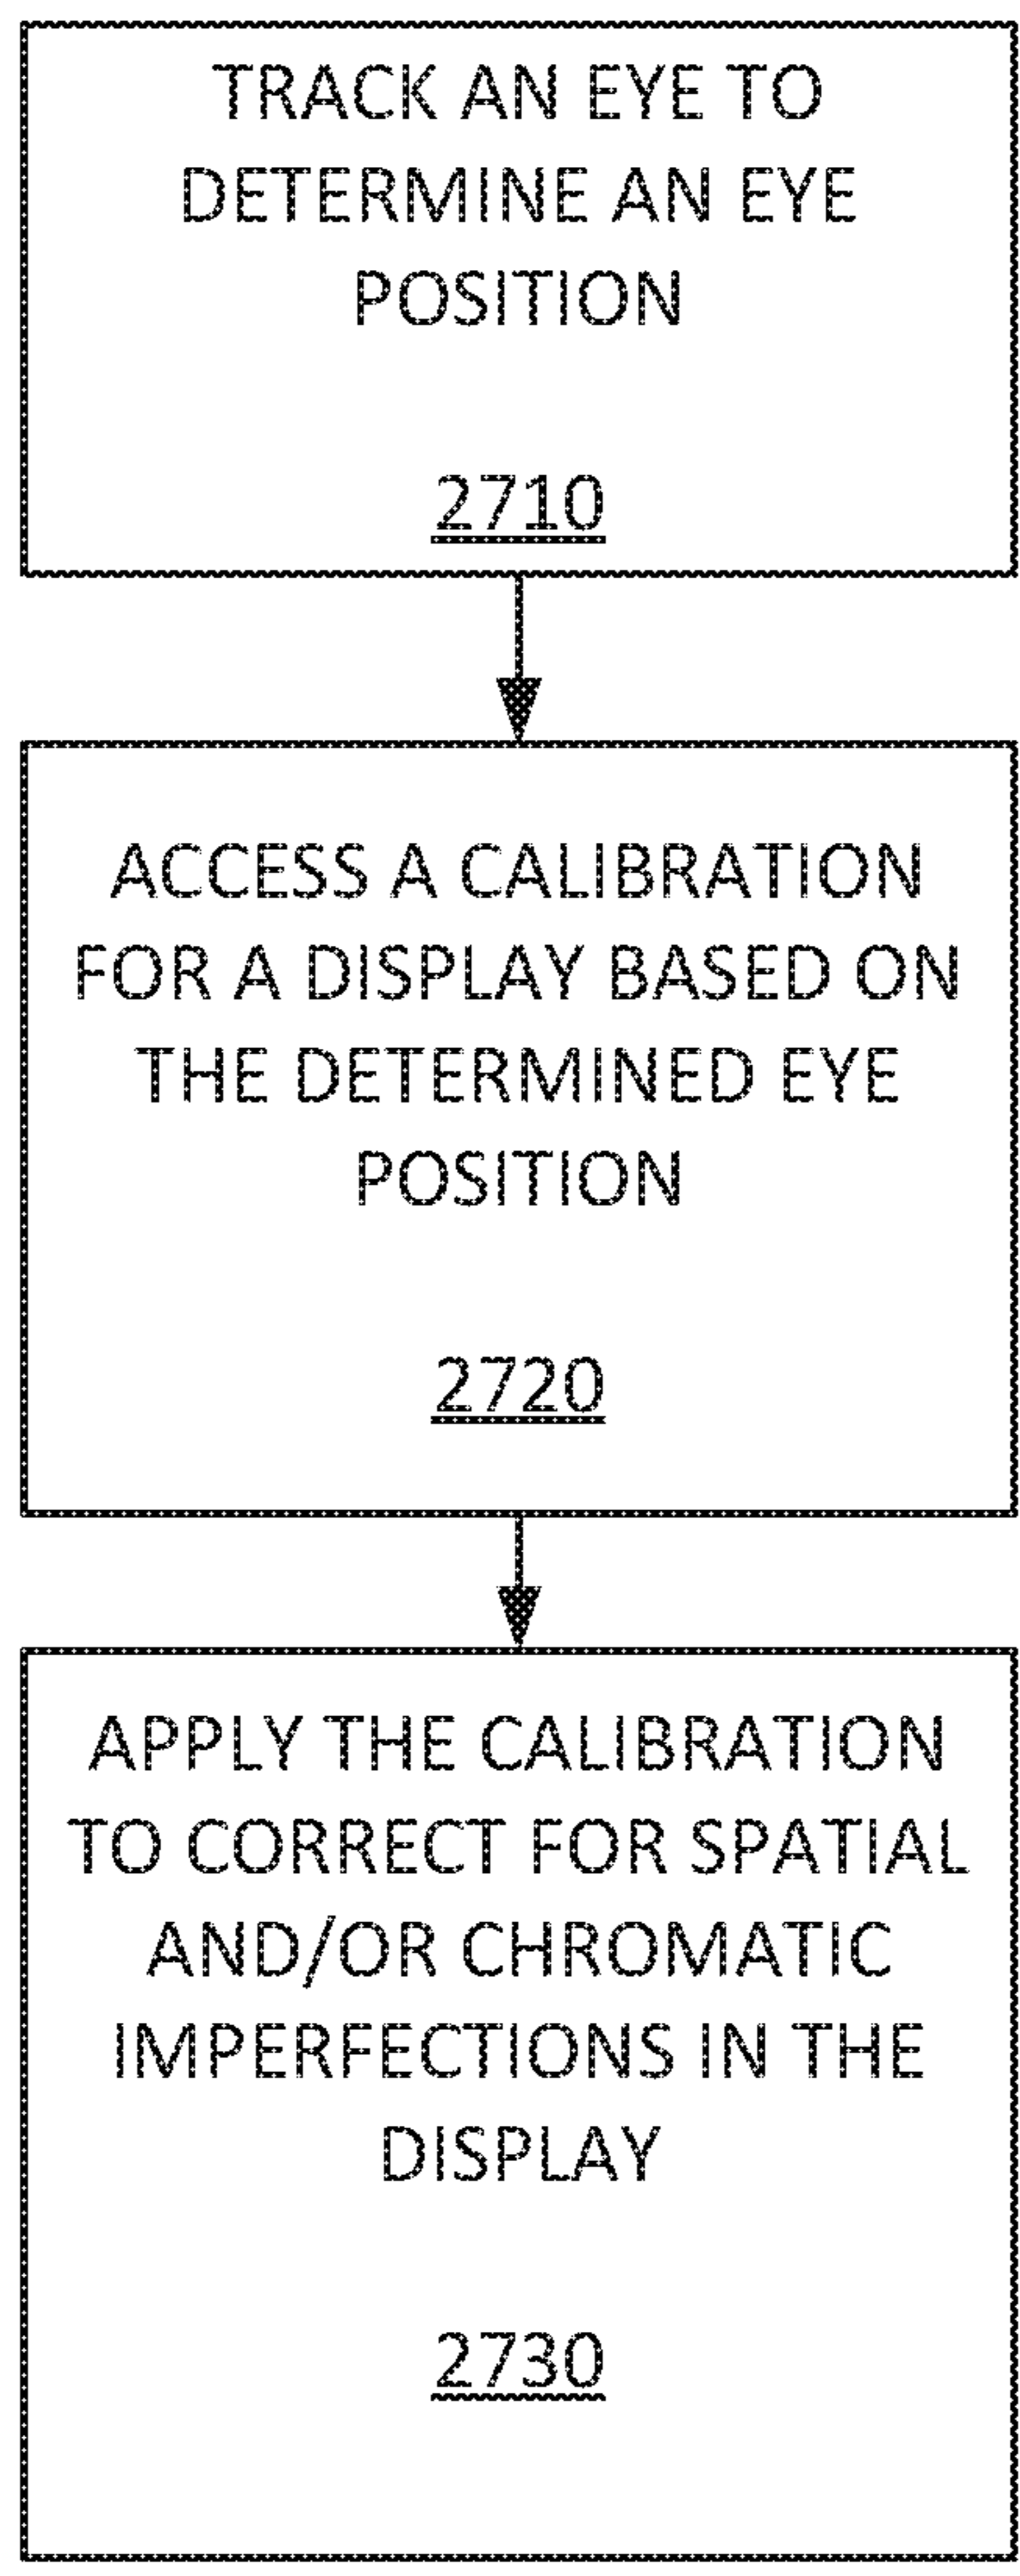 TRACK AN EYE TO
DETERMINE AN EYE
POSITION
2710
ACCESS A CALIBRATION
FOR A DISPLAY BASED ON
THE DETERMINED EYE
POSITION
2720
APPLY THE CALIBRATION
TO CORRECT FOR SPATIAL
AND/OR CHROMATIC
IMPERFECTIONS IN THE
DISPLAY
2730